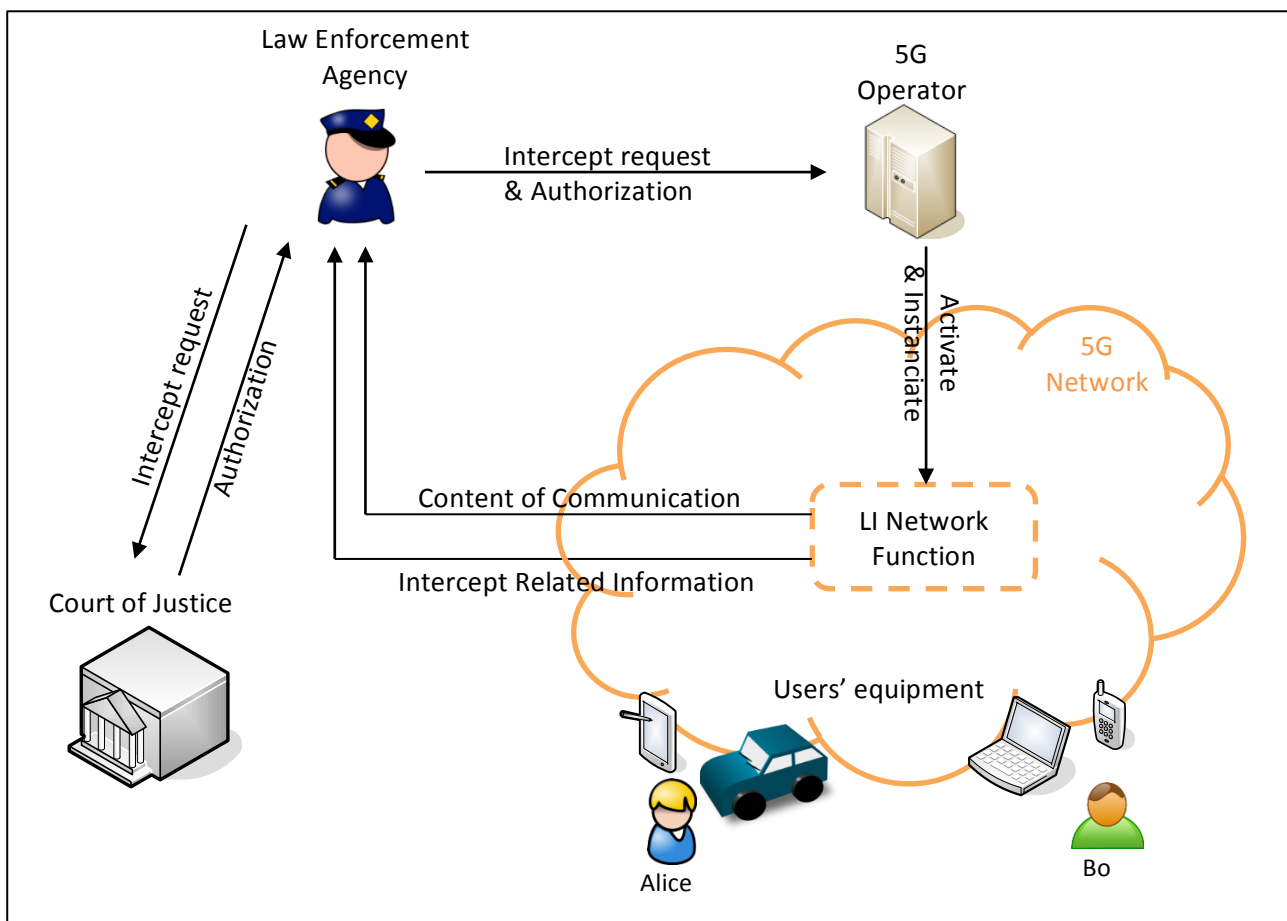 Law Enforcement
Agency
5G
Operator
Intercept request
& Authorization
Intercept request
Authorization
Activate
& Instanciate
5G
Network
Content of Communication
LI Network
Function
Intercept Related Information
Court of Justice
Users’ equipment
Alice
Bo